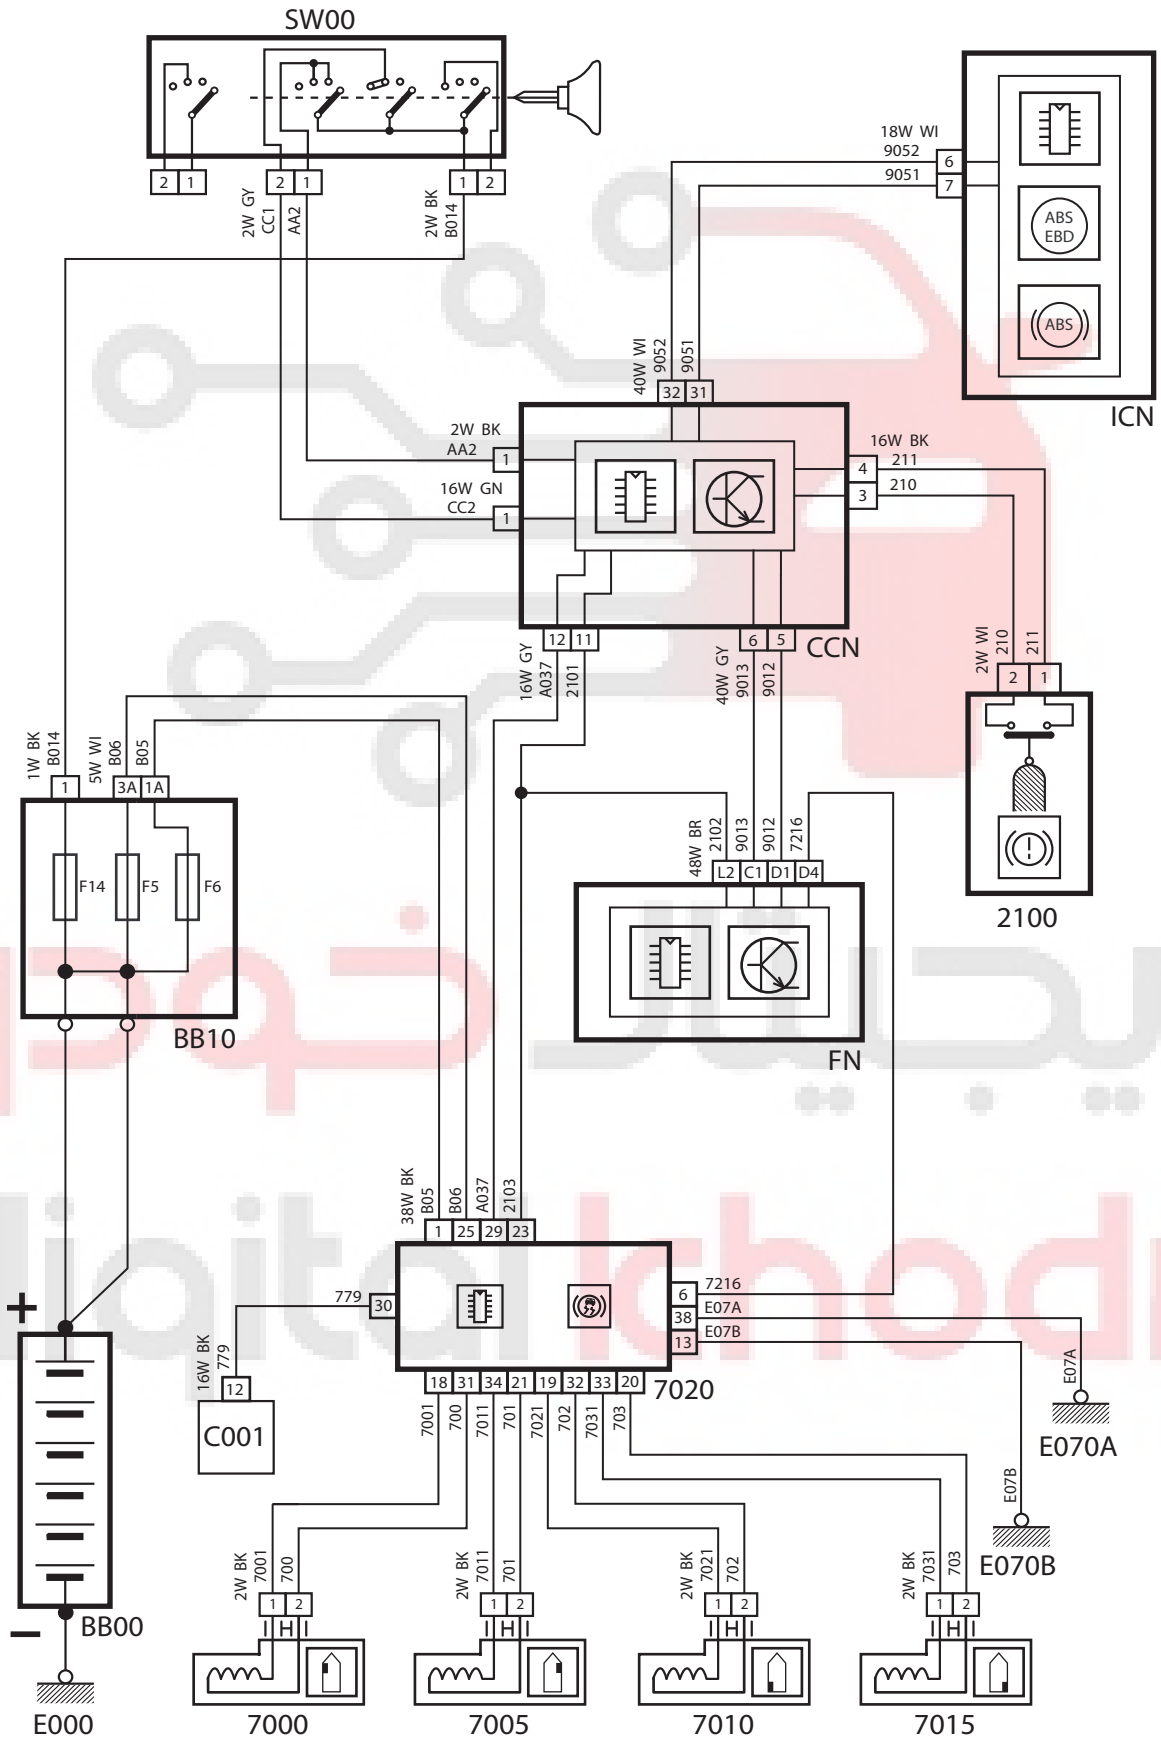 SW00
2 1
2 1
1 2
2W GY
CC1
AA2
2W BK
B014
18W WI
9052
6
9051
7
ABS
EBD
ABS
ICN
40W WI
9052
9051
32 31
2W BK
AA2
1
16W GN
CC2
1
16W BK
4
211
3
210
12 11
6 5
CCN
16W GY
A037
2101
40W GY
9013
9012
2W WI
210
211
2 1
2100
1W BK
B014
5W WI
B06
B05
1
3A 1A
F14
F5
F6
BB10
48W BR
2102
9013
9012
7216
L2 C1 D1 D4
FN
خودرو
دیجیتال
digital khodro
38W BK
B05
B06
A037
2103
1 25 29 23
779
30
6
7216
38
E07A
13
E07B
16W BK
779
12
C001
18 31 34 21 19 32 33 20
7020
7001
700
7011
701
7021
702
7031
703
E07A
E070A
E07B
E070B
+
−
BB00
E000
2W BK
7001
700
1 2
7000
2W BK
7011
701
1 2
7005
2W BK
7021
702
1 2
7010
2W BK
7031
703
1 2
7015